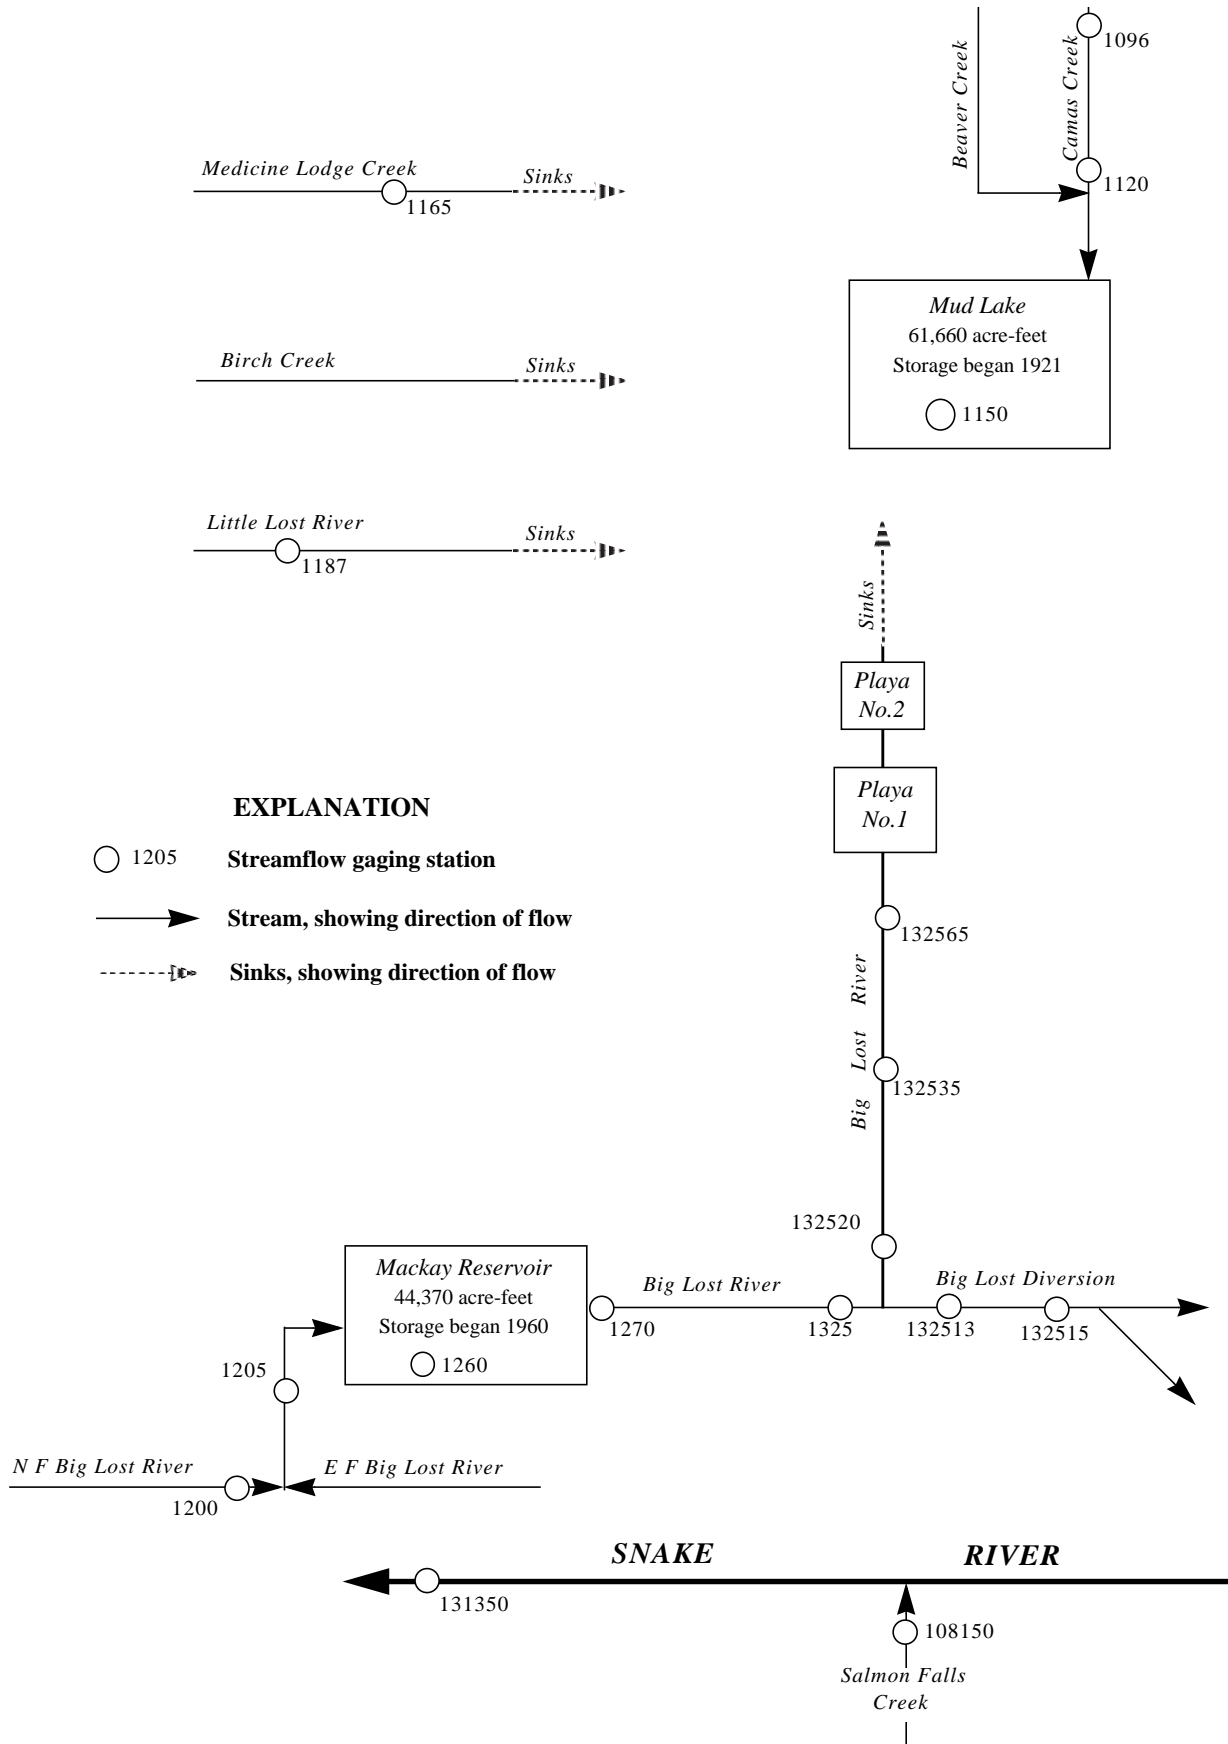 1096
Beaver Creek
Camas Creek
Medicine Lodge Creek
Sinks
1165
1120
Mud Lake
61,660 acre-feet
Storage began 1921
1150
Birch Creek
Sinks
Little Lost River
Sinks
1187
Sinks
Playa
No.2
Playa
No.1
EXPLANATION
1205 Streamflow gaging station
Stream, showing direction of flow
Sinks, showing direction of flow
132565
Big Lost River
132535
132520
Mackay Reservoir
44,370 acre-feet
Storage began 1960
1260
Big Lost River
Big Lost Diversion
1270
1325
132513
132515
1205
N F Big Lost River
E F Big Lost River
1200
SNAKE RIVER
131350
108150
Salmon Falls
Creek